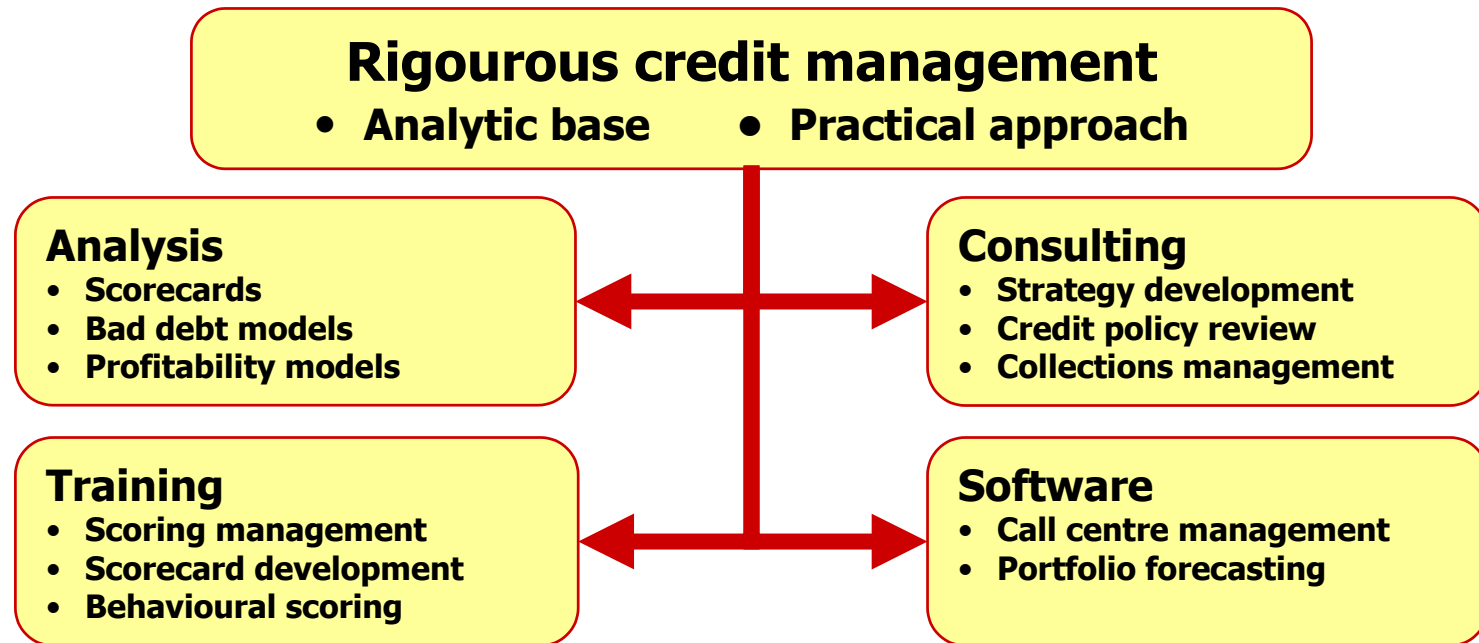 Rigourous credit management
• Analytic base • Practical approach
Analysis
• Scorecards
• Bad debt models
• Profitability models
Consulting
• Strategy development
• Credit policy review
• Collections management
Training
• Scoring management
• Scorecard development
• Behavioural scoring
Software
• Call centre management
• Portfolio forecasting